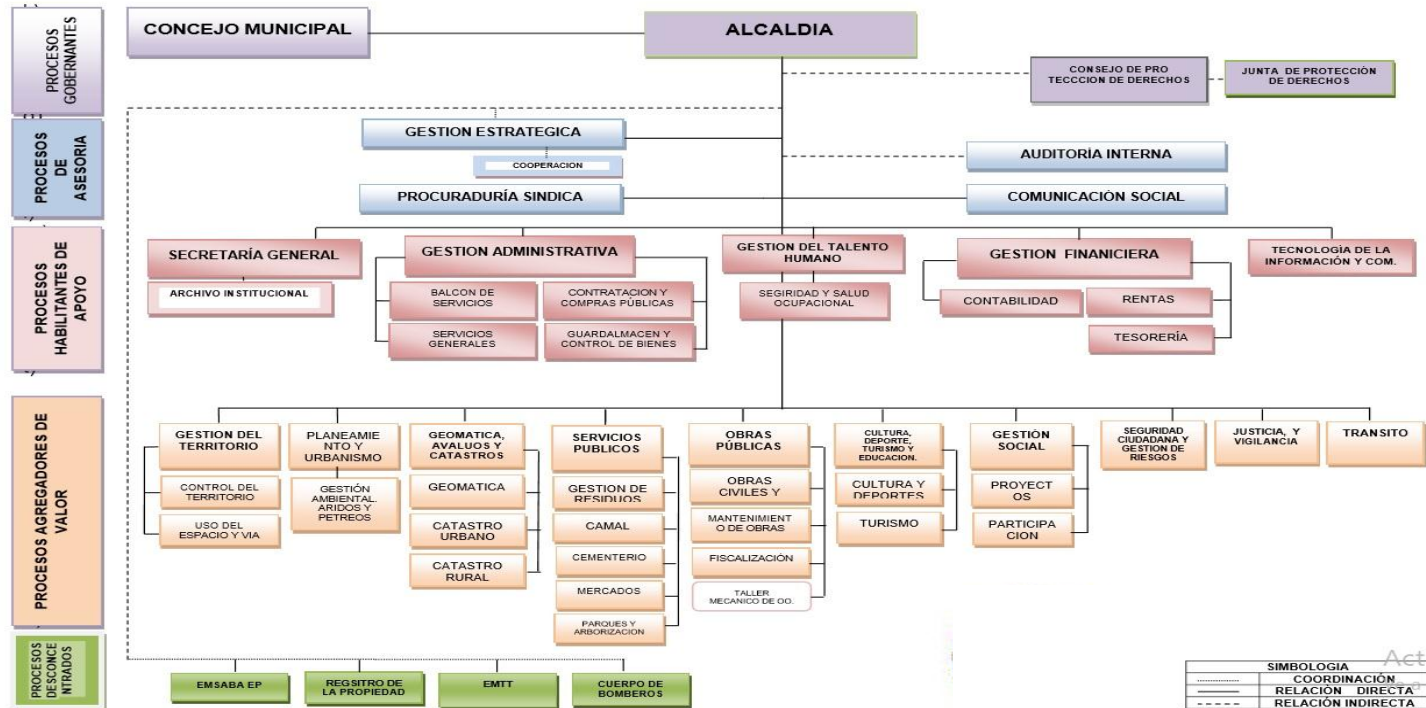 PROCESOS
GOBERNANTES
CONCEJO MUNICIPAL
ALCALDIA
CONSEJO DE PRO
TECCCION DE DERECHOS
JUNTA DE PROTECCIÓN
DE DERECHOS
PROCESOS
DE
ASESORIA
GESTION ESTRATEGICA
COOPERACION
AUDITORÍA INTERNA
PROCURADURÍA SINDICA
COMUNICACIÓN SOCIAL
PROCESOS
HABILITANTES DE
APOYO
SECRETARÍA GENERAL
ARCHIVO INSTITUCIONAL
GESTION ADMINISTRATIVA
BALCON DE
SERVICIOS
CONTRATACION Y
COMPRAS PÚBLICAS
SERVICIOS
GENERALES
GUARDALMACEN Y
CONTROL DE BIENES
GESTION DEL TALENTO
HUMANO
SEGIRIDAD Y SALUD
OCUPACIONAL
GESTION FINANCIERA
CONTABILIDAD
RENTAS
TESORERÍA
TECNOLOGÌA DE LA
INFORMACIÓN Y COM.
PROCESOS AGREGADORES DE
VALOR
GESTION DEL
TERRITORIO
CONTROL DEL
TERRITORIO
USO DEL
ESPACIO Y VIA
PLANEAMIE
NTO Y
URBANISMO
GESTIÓN
AMBIENTAL.
ARIDOS Y
PETREOS
GEOMATICA,
AVALUOS Y
CATASTROS
GEOMATICA
CATASTRO
URBANO
CATASTRO
RURAL
SERVICIOS
PUBLICOS
GESTION DE
RESIDUOS
CAMAL
CEMENTERIO
MERCADOS
PARQUES Y
ARBORIZACION
OBRAS
PÚBLICAS
OBRAS
CIVILES Y
MANTENIMIENT
O DE OBRAS
FISCALIZACIÓN
TALLER
MECANICO DE OO.
CULTURA,
DEPORTE,
TURISMO Y
EDUCACION.
CULTURA Y
DEPORTES
TURISMO
GESTIÓN
SOCIAL
PROYECT
OS
PARTICIPA
CION
SEGURIDAD
CIUDADANA Y
GESTION DE
RIESGOS
JUSTICIA, Y
VIGILANCIA
TRANSITO
PROCESOS
DESCONCE
NTRADOS
EMSABA EP
REGSITRO DE
LA PROPIEDAD
EMTT
CUERPO DE
BOMBEROS
Act
SIMBOLOGIA
COORDINACIÓN
RELACIÓN DIRECTA
RELACIÓN INDIRECTA